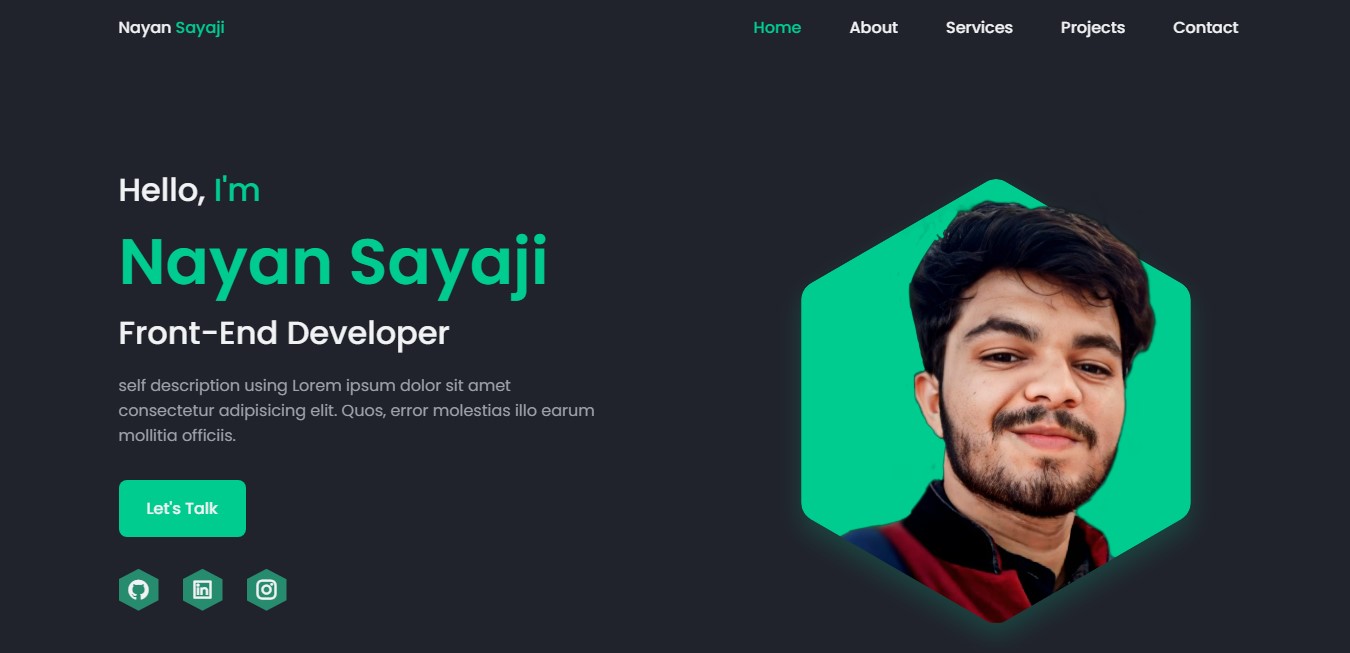 Nayan Sayaji
Home About Services Projects Contact
Hello, I'm
Nayan Sayaji
Front-End Developer
self description using Lorem ipsum dolor sit amet
consectetur adipisicing elit. Quos, error molestias illo earum
mollitia officiis.
Let's Talk
in